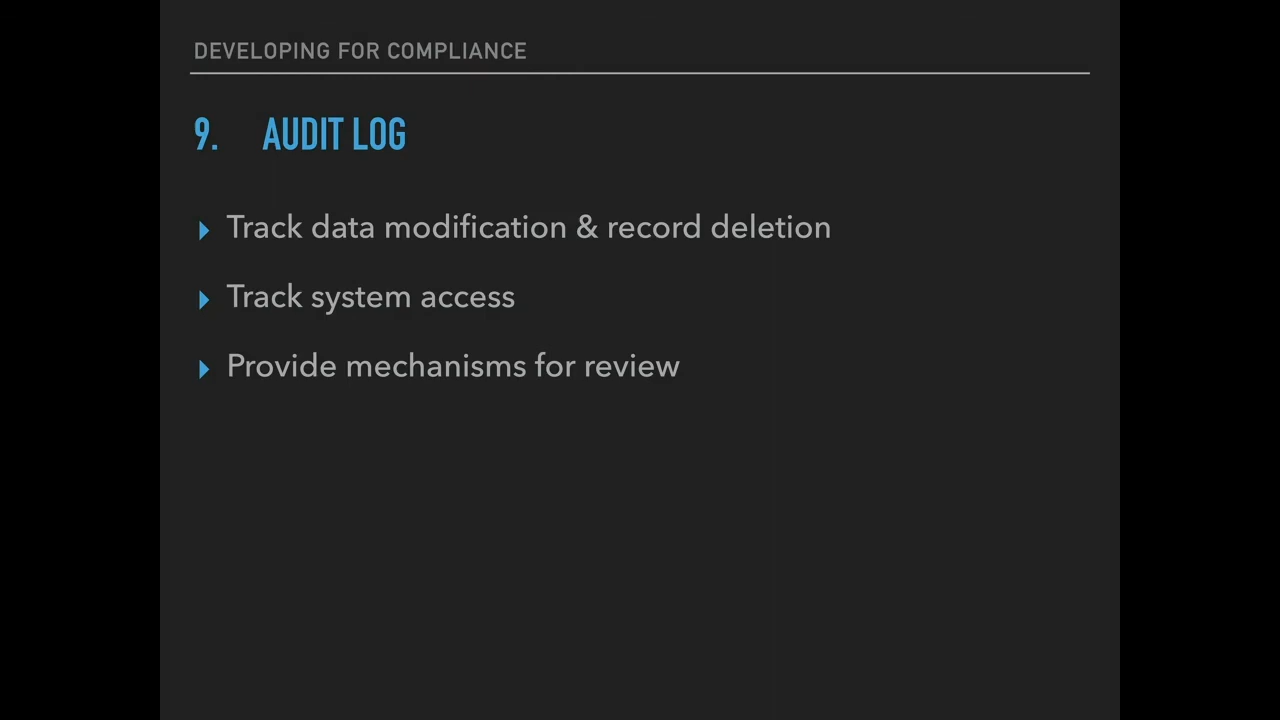 DEVELOPING FOR COMPLIANCE
9. AUDIT LOG
Track data modification & record deletion
Track system access
Provide mechanisms for review